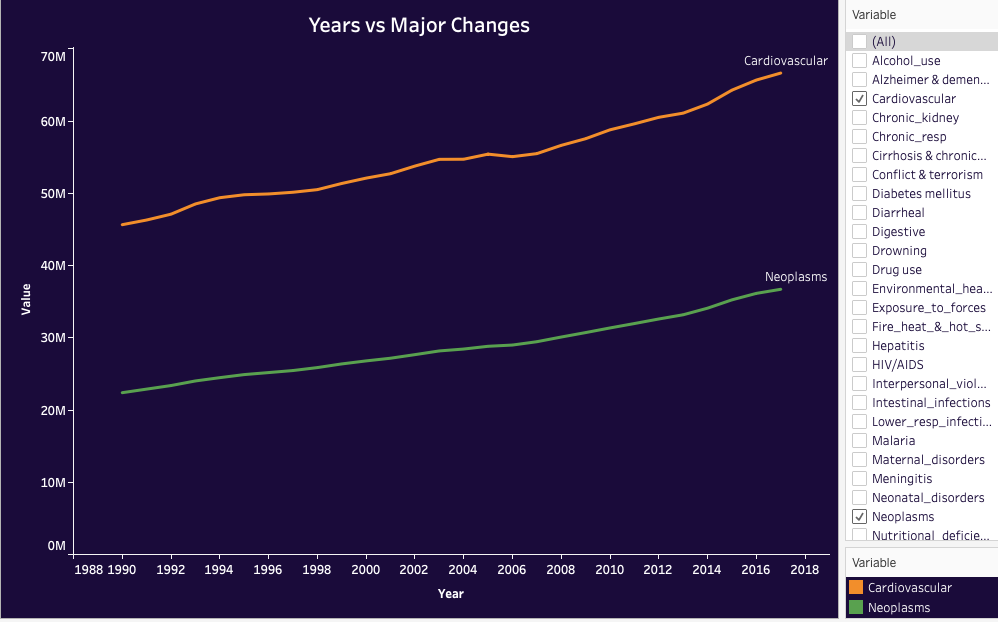 Years vs Major Changes
70M
60M
50M
40M
30M
20M
10M
0M
Value
Cardiovascular
Neoplasms
1988 1990 1992 1994 1996 1998 2000 2002 2004 2006 2008 2010 2012 2014 2016 2018
Year
Variable
(All)
Alcohol_use
Alzheimer & demen...
Cardiovascular
Chronic_kidney
Chronic_resp
Cirrhosis & chronic...
Conflict & terrorism
Diabetes mellitus
Diarrheal
Digestive
Drowning
Drug use
Environmental_hea...
Exposure_to_forces
Fire_heat_&_hot_s...
Hepatitis
HIV/AIDS
Interpersonal_viol...
Intestinal_infections
Lower_resp_infecti...
Malaria
Maternal_disorders
Meningitis
Neonatal_disorders
Neoplasms
Nutritional_deficie...
Variable
Cardiovascular
Neoplasms